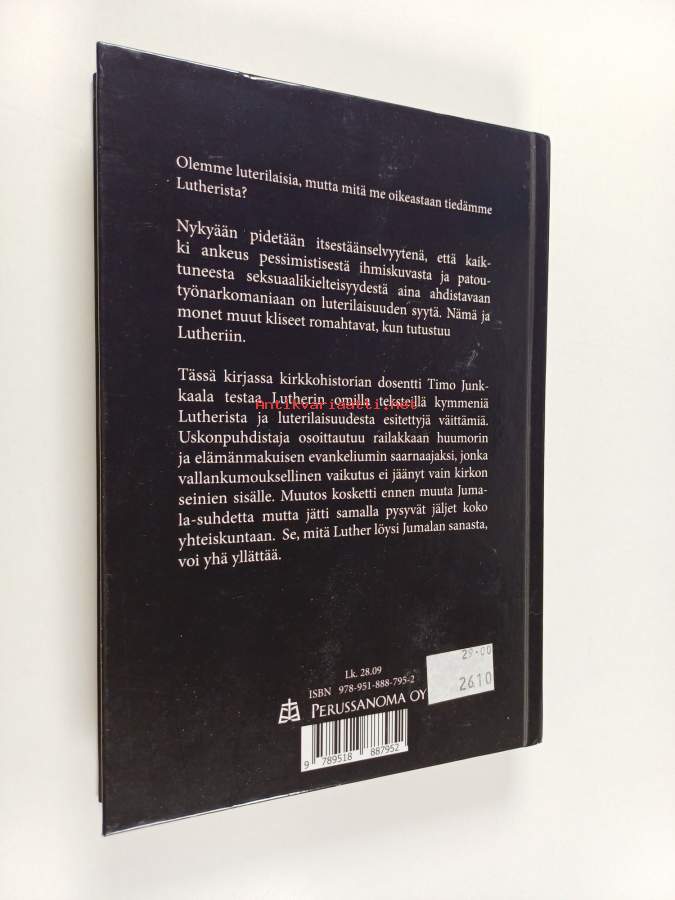 Olemme luterilaisia, mutta mitä me oikeastaan tiedämme
Lutherista?
Nykyään pidetään itsestäänselvyytenä, että kaik-
ki ankeus pessimistisestä ihmiskuvasta ja patou-
tuneesta seksuaalikielteisyydestä aina ahdistavaan
työnarkomaniaan on luterilaisuuden syytä. Nämä ja
monet muut kliseet romahtavat, kun tutustuu
Lutheriin.
Tässä kirjassa kirkkohistorian dosentti Timo Junk-
kaala testaa Lutherin omilla teksteillä kymmeniä
Antikvariaatti.net
Lutherista ja luterilaisuudesta esitettyjä väittämiä.
Uskonpuhdistaja osoittautuu railakkaan huumorin
ja elämänmakuisen evankeliumin saarnaajaksi, jonka
vallankumouksellinen vaikutus ei jäänyt vain kirkon
seinien sisälle. Muutos kosketti ennen muuta Juma-
la-suhdetta mutta jätti samalla pysyvät jäljet koko
yhteiskuntaan. Se, mitä Luther löysi Jumalan sanasta,
voi yhä yllättää.
29.00
2610
Lk. 28.09
ISBN 978-951-888-795-2
PERUSSANOMA OY
9 789518 887952